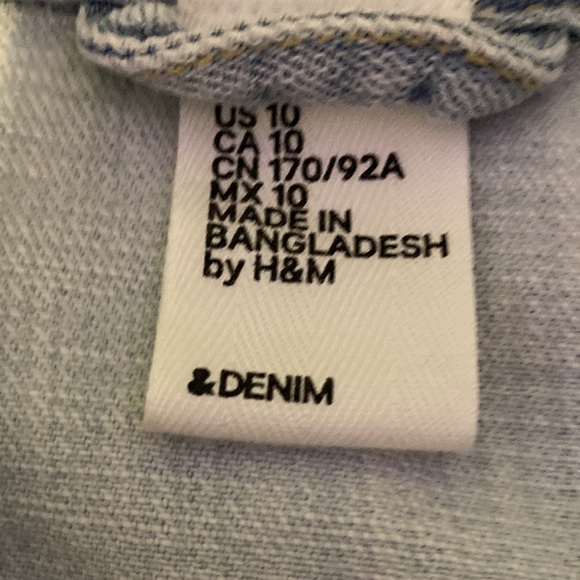 US 10
CA 10
CN 170/92A
MX 10
MADE IN
BANGLADESH
by H&M
&DENIM